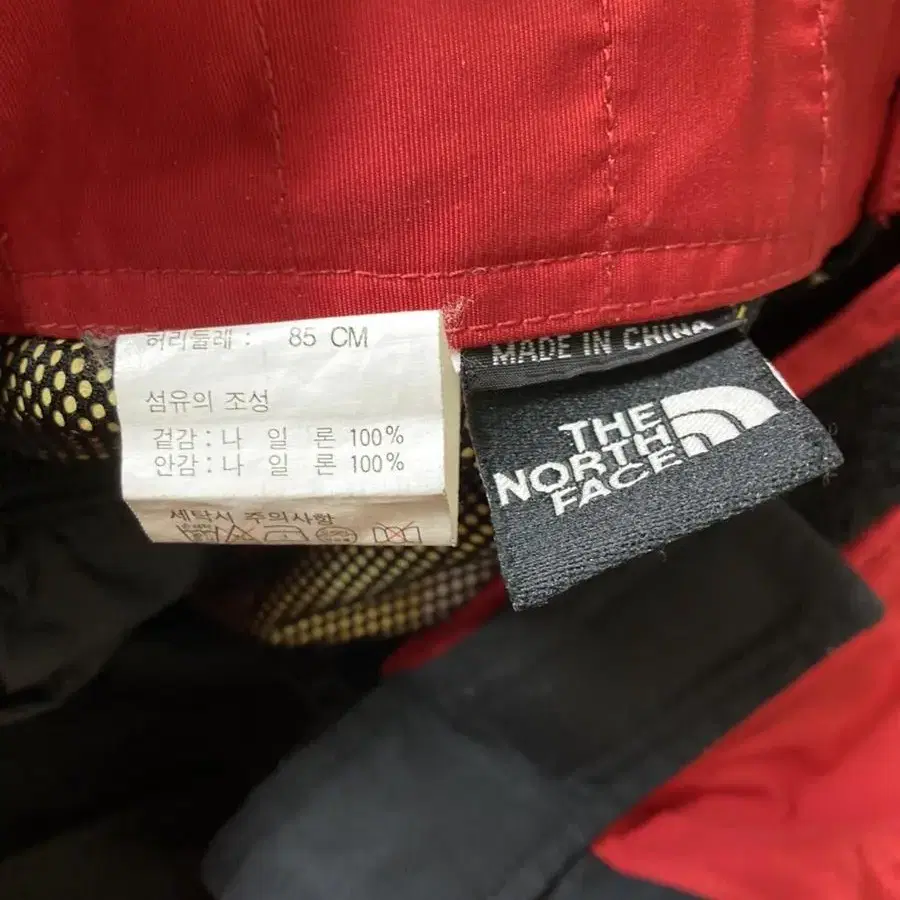 허리둘레 : 85 CM
섬유의 조성
겉감 : 나 일 론 100%
안감 : 나 일 론 100%
세탁시 주의사항
MADE IN CHINA
THE
NORTH
FACE